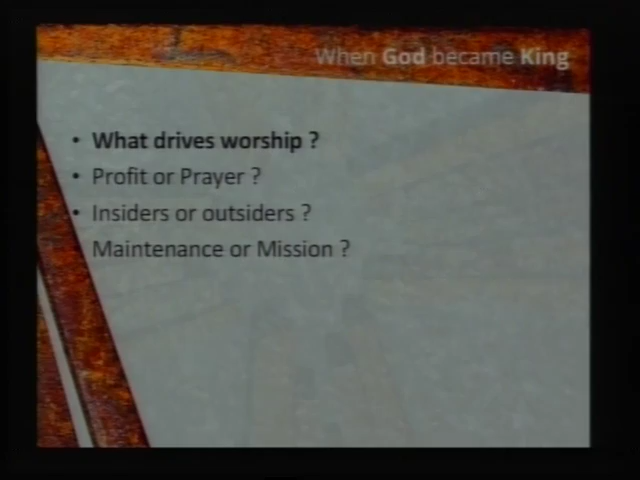 When God became King
• What drives worship ?
• Profit or Prayer ?
• Insiders or outsiders ?
Maintenance or Mission ?